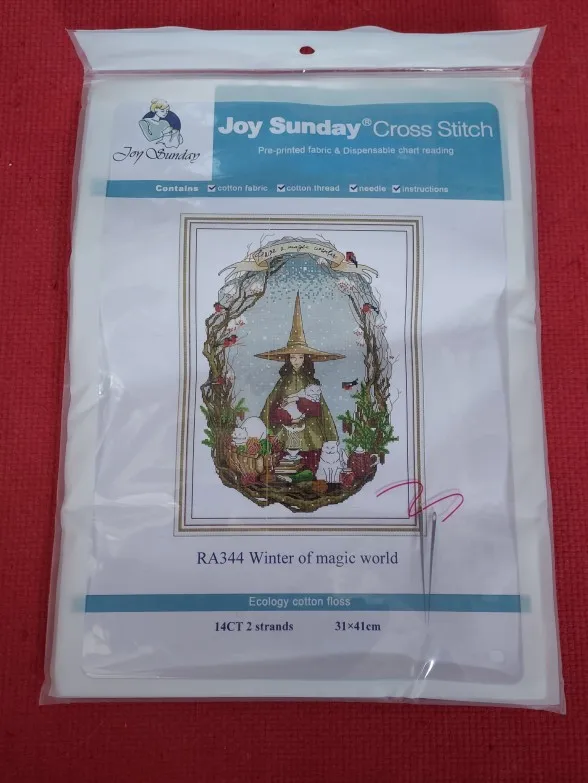 Joy Sunday
Joy Sunday® Cross Stitch
Pre-printed fabric & Dispensable chart reading
Contains cotton fabric cotton thread needle instructions
a magic
RA344 Winter of magic world
Ecology cotton floss
14CT 2 strands 31×41cm